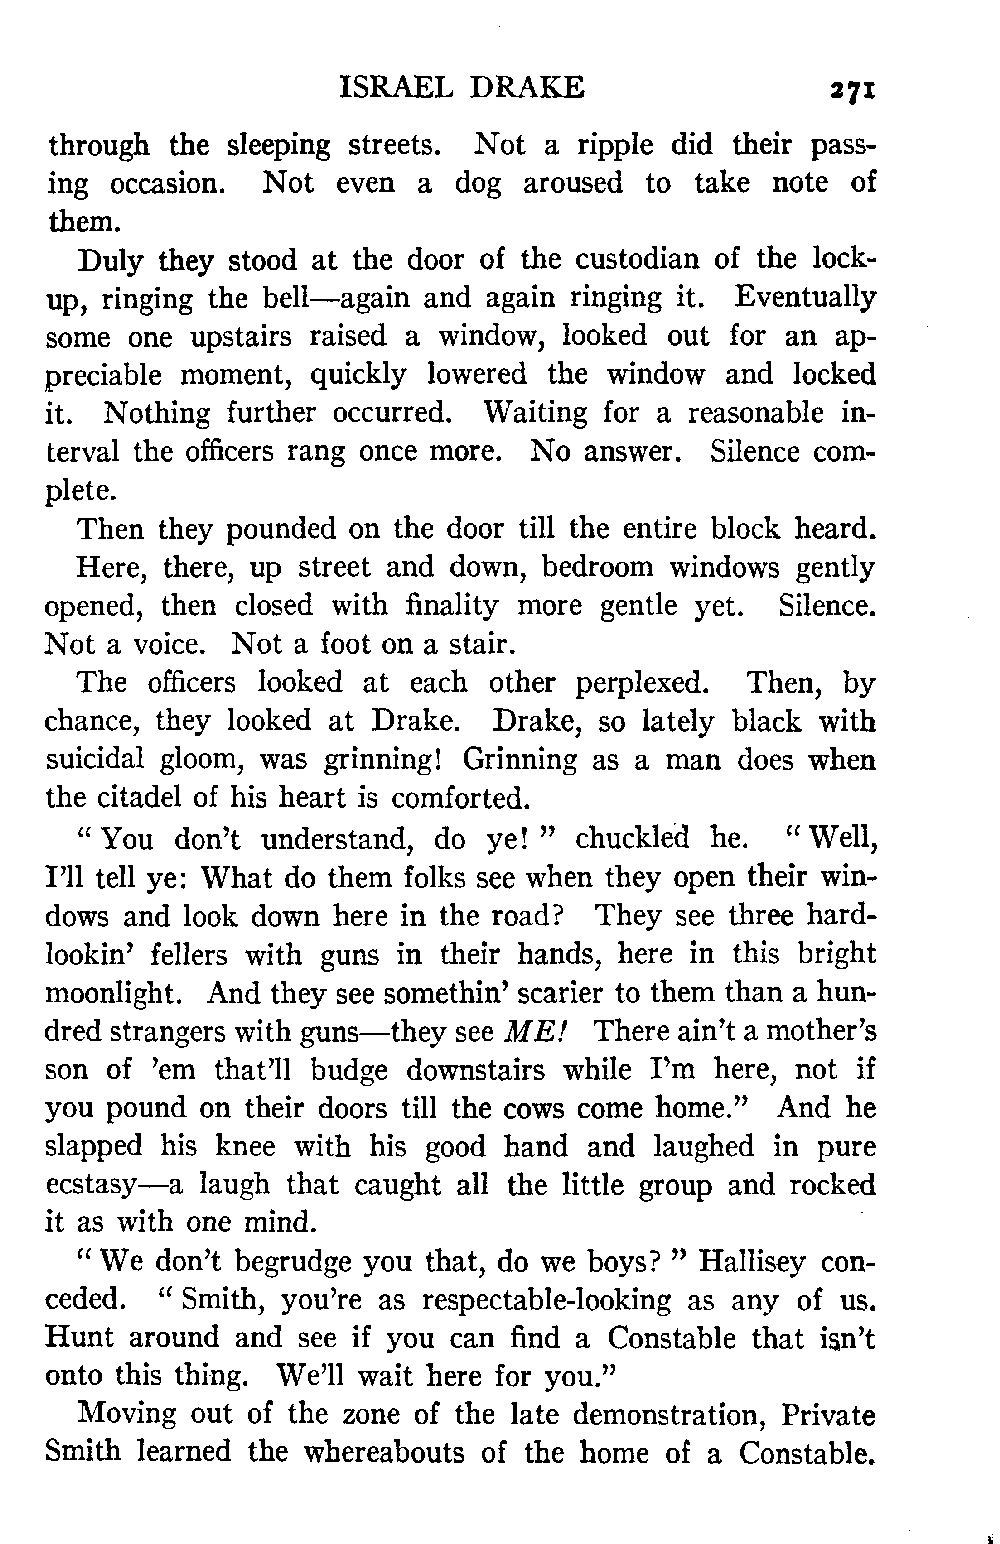 ISRAEL DRAKE 271
through the sleeping streets. Not a ripple did their pass-
ing occasion. Not even a dog aroused to take note of
them.
Duly they stood at the door of the custodian of the lock-
up, ringing the bell—again and again ringing it. Eventually
some one upstairs raised a window, looked out for an ap-
preciable moment, quickly lowered the window and locked
it. Nothing further occurred. Waiting for a reasonable in-
terval the officers rang once more. No answer. Silence com-
plete.
Then they pounded on the door till the entire block heard.
Here, there, up street and down, bedroom windows gently
opened, then closed with finality more gentle yet. Silence.
Not a voice. Not a foot on a stair.
The officers looked at each other perplexed. Then, by
chance, they looked at Drake. Drake, so lately black with
suicidal gloom, was grinning! Grinning as a man does when
the citadel of his heart is comforted.
“ You don't understand, do ye! ” chuckled he. “ Well,
I'll tell ye: What do them folks see when they open their win-
dows and look down here in the road? They see three hard-
lookin’ fellers with guns in their hands, here in this bright
moonlight. And they see somethin’ scarier to them than a hun-
dred strangers with guns—they see ME! There ain't a mother's
son of ’em that'll budge downstairs while I'm here, not if
you pound on their doors till the cows come home.” And he
slapped his knee with his good hand and laughed in pure
ecstasy—a laugh that caught all the little group and rocked
it as with one mind.
“ We don't begrudge you that, do we boys? ” Hallisey con-
ceded. “ Smith, you're as respectable-looking as any of us.
Hunt around and see if you can find a Constable that isn't
onto this thing. We'll wait here for you.”
Moving out of the zone of the late demonstration, Private
Smith learned the whereabouts of the home of a Constable.